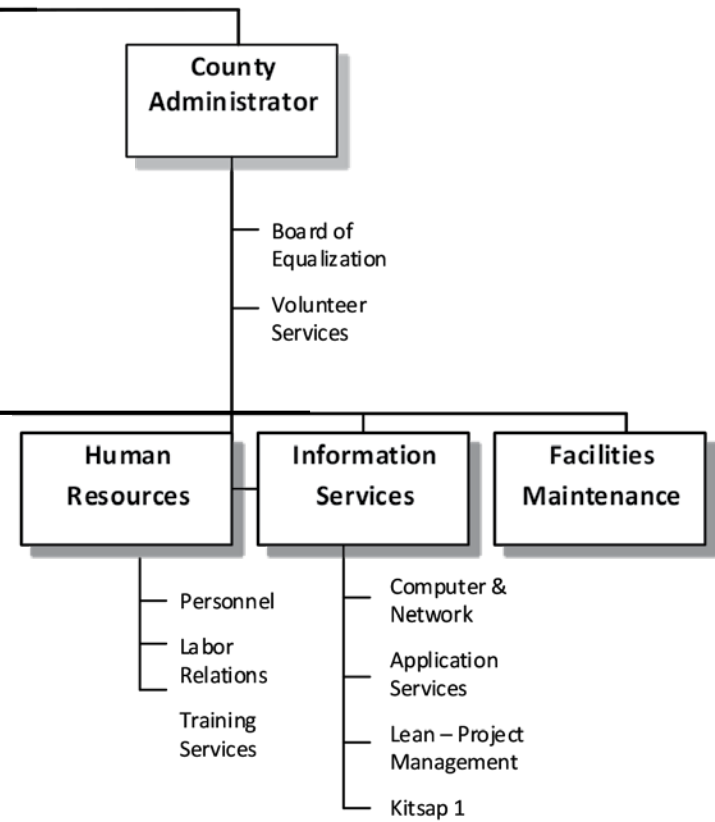 County
Administrator
Board of
Equalization
Volunteer
Services
Human
Resources
Information
Services
Facilities
Maintenance
Personnel
Labor
Relations
Training
Services
Computer &
Network
Application
Services
Lean – Project
Management
Kitsap 1